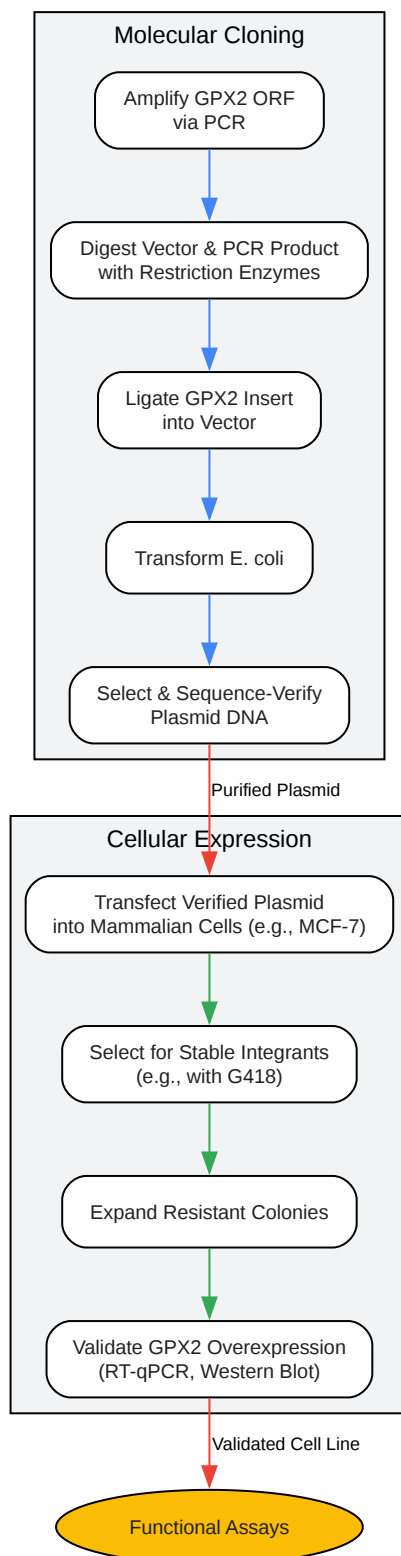 Molecular Cloning
Amplify GPX2 ORF
via PCR
Digest Vector & PCR Product
with Restriction Enzymes
Ligate GPX2 Insert
into Vector
Transform E. coli
Select & Sequence-Verify
Plasmid DNA
Purified Plasmid
Cellular Expression
Transfect Verified Plasmid
into Mammalian Cells (e.g., MCF-7)
Select for Stable Integrants
(e.g., with G418)
Expand Resistant Colonies
Validate GPX2 Overexpression
(RT-qPCR, Western Blot)
Validated Cell Line
Functional Assays